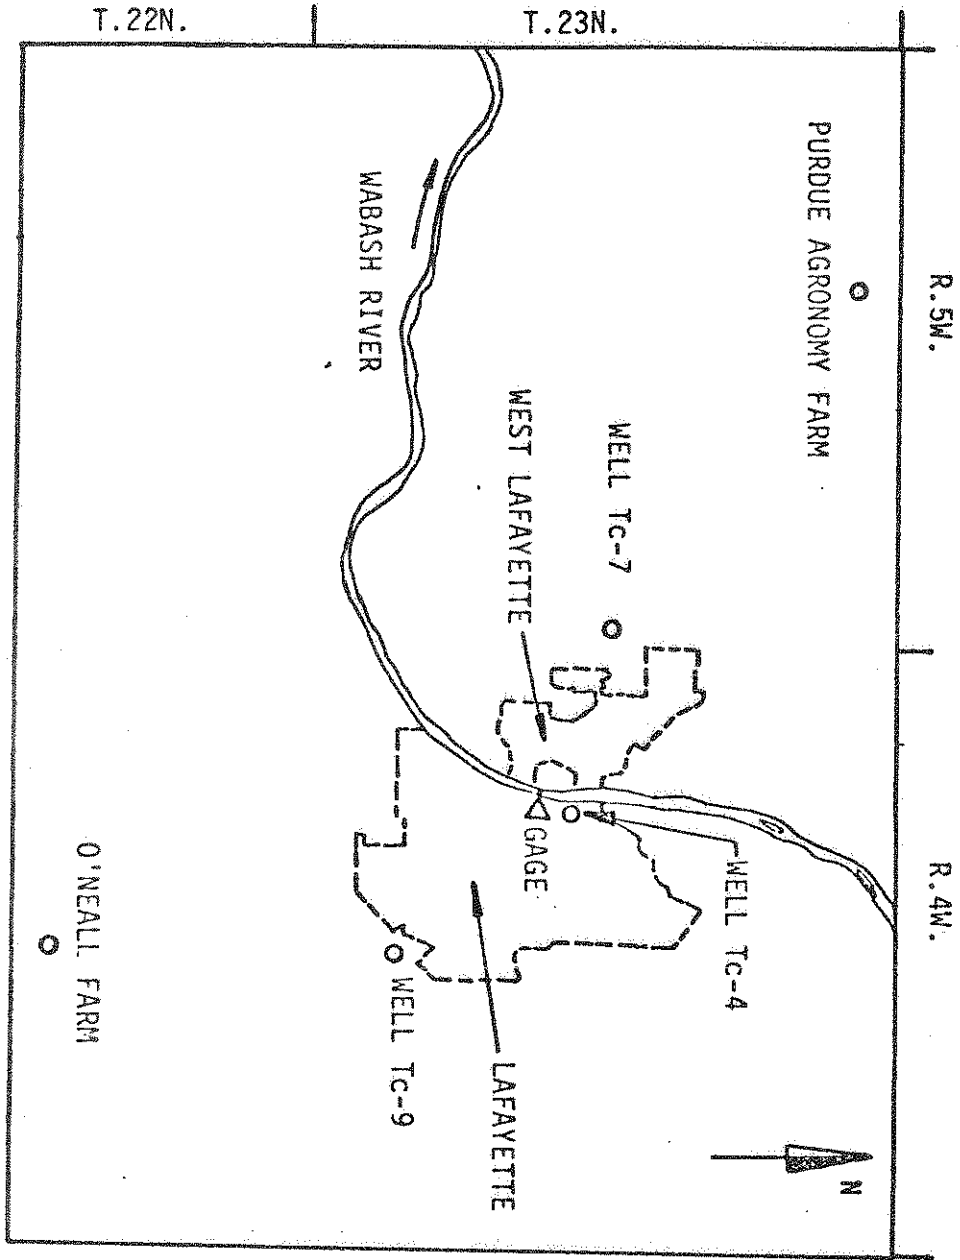 R.5W.
R.4W.
T.23N.
T.22N.
PURDUE AGRONOMY FARM
N
WELL Tc-7
WELL Tc-4
WEST LAFAYETTE
GAGE
LAFAYETTE
WABASH RIVER
WELL Tc-9
O'NEALL FARM